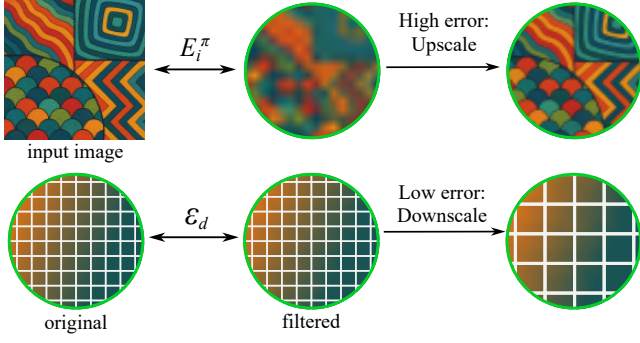 E_i^π
High error:
Upscale
input image
ε_d
Low error:
Downscale
original
filtered